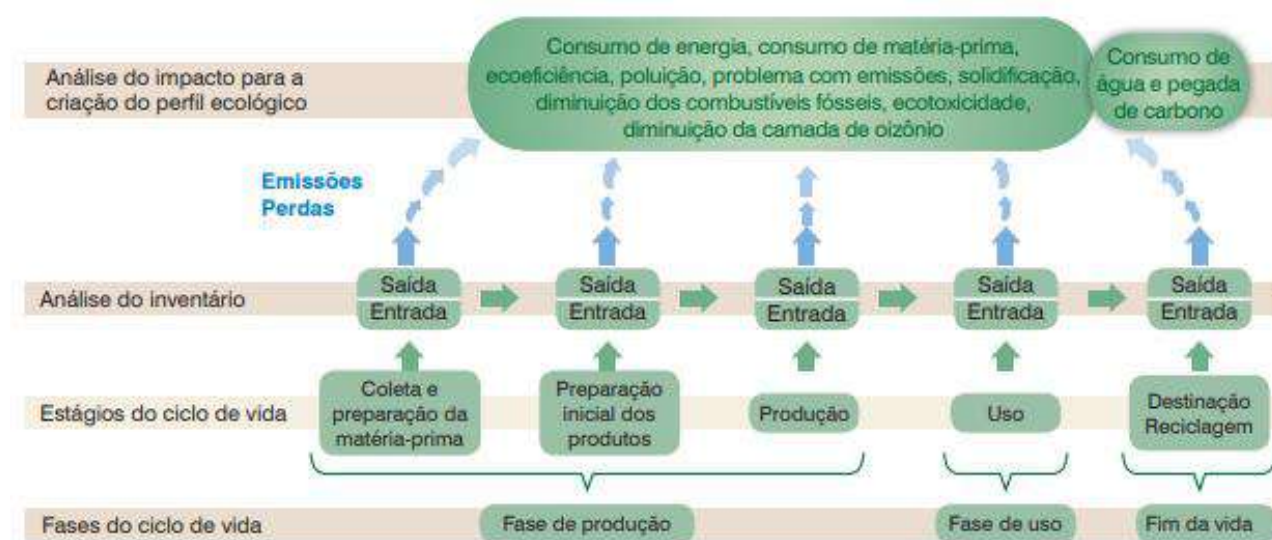 Consumo de energia, consumo de matéria-prima,
ecoeficiência, poluição, problema com emissões, solidificação,
diminuição dos combustíveis fósseis, ecotoxicidade,
diminuição da camada de oizônio
Consumo de
água e pegada
de carbono
Análise do impacto para a
criação do perfil ecológico
Emissões
Perdas
Análise do inventário
Saída
Entrada
Saída
Entrada
Saída
Entrada
Saída
Entrada
Saída
Entrada
Estágios do ciclo de vida
Coleta e
preparação da
matéria-prima
Preparação
inicial dos
produtos
Produção
Uso
Destinação
Reciclagem
Fases do ciclo de vida
Fase de produção
Fase de uso
Fim da vida